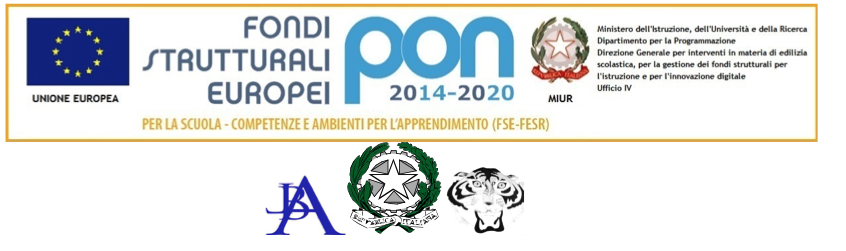 FONDI
STRUTTURALI
EUROPEI
pon
2014-2020
UNIONE EUROPEA
MIUR
Ministero dell'Istruzione, dell'Università e della Ricerca
Dipartimento per la Programmazione
Direzione Generale per interventi in materia di edilizia
scolastica, per la gestione dei fondi strutturali per
l'istruzione e per l'innovazione digitale
Ufficio IV
PER LA SCUOLA - COMPETENZE E AMBIENTI PER L'APPRENDIMENTO (FSE-FESR)
JBA
REPVBBLICA ITALIANA